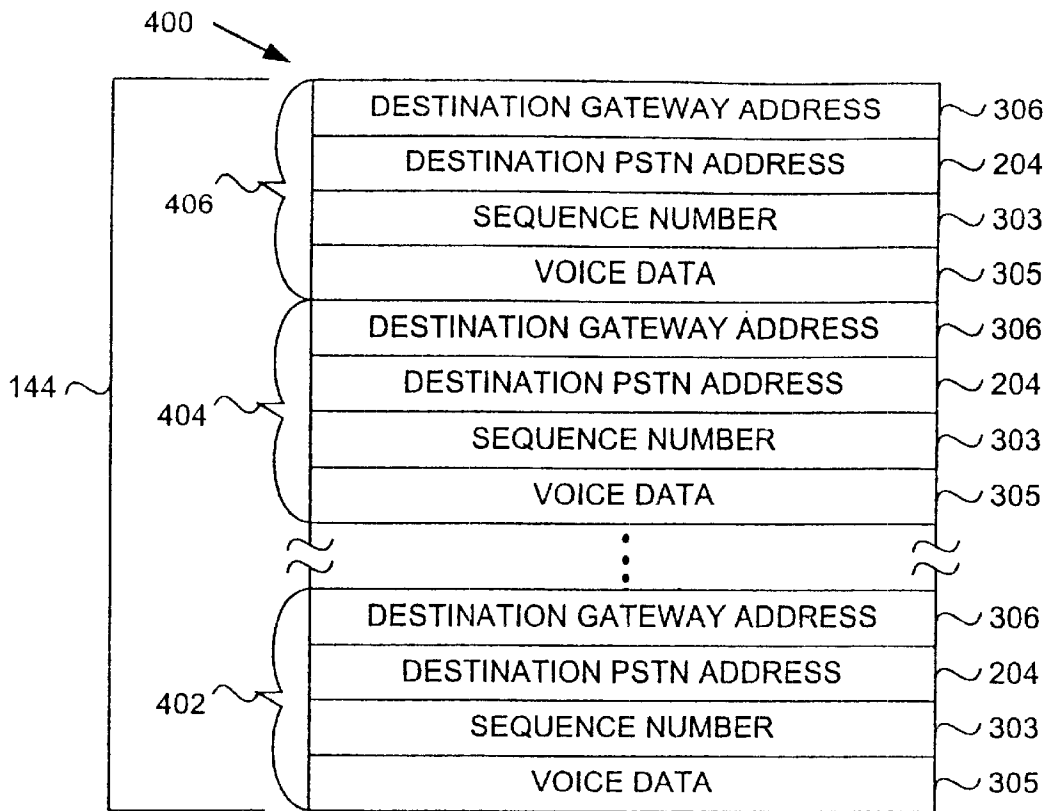 400
DESTINATION GATEWAY ADDRESS 306
DESTINATION PSTN ADDRESS 204
406
SEQUENCE NUMBER 303
VOICE DATA 305
DESTINATION GATEWAY ADDRESS 306
144
DESTINATION PSTN ADDRESS 204
404
SEQUENCE NUMBER 303
VOICE DATA 305
DESTINATION GATEWAY ADDRESS 306
DESTINATION PSTN ADDRESS 204
402
SEQUENCE NUMBER 303
VOICE DATA 305